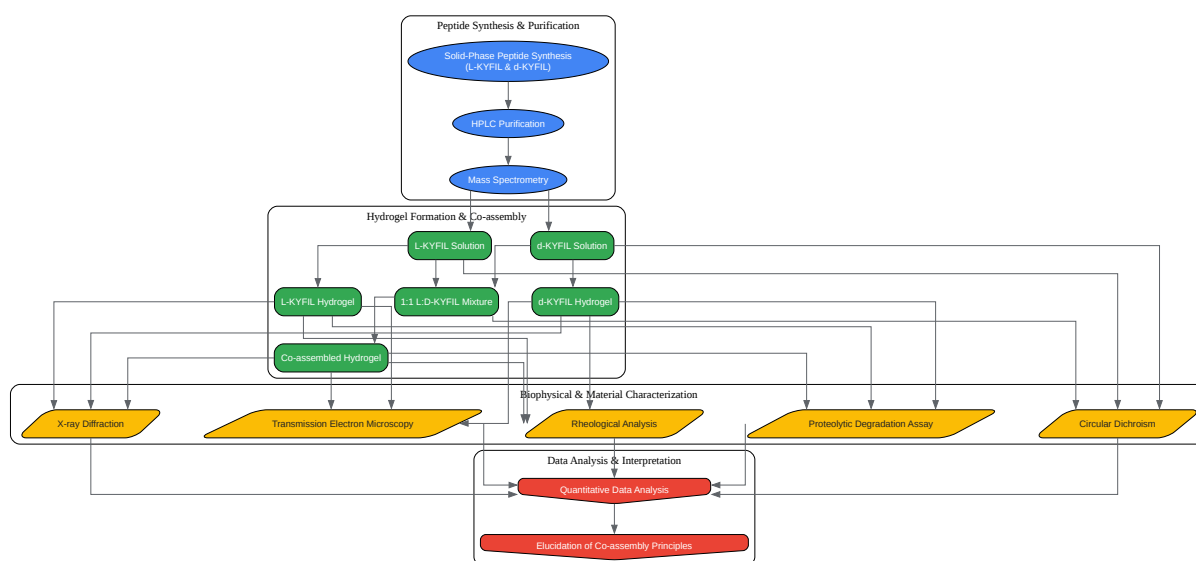 Peptide Synthesis & Purification
Solid-Phase Peptide Synthesis
(L-KYFIL & d-KYFIL)
HPLC Purification
Mass Spectrometry
Hydrogel Formation & Co-assembly
L-KYFIL Solution
d-KYFIL Solution
L-KYFIL Hydrogel
1:1 L:D-KYFIL Mixture
d-KYFIL Hydrogel
Co-assembled Hydrogel
Biophysical & Material Characterization
X-ray Diffraction
Transmission Electron Microscopy
Rheological Analysis
Proteolytic Degradation Assay
Circular Dichroism
Data Analysis & Interpretation
Quantitative Data Analysis
Elucidation of Co-assembly Principles